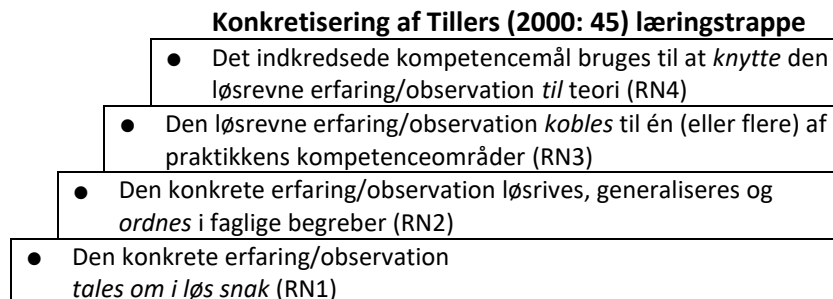 Konkretisering af Tillers (2000: 45) læringstrappe
● Det indkredsede kompetencemål bruges til at knytte den
løsrevne erfaring/observation til teori (RN4)
● Den løsrevne erfaring/observation kobles til én (eller flere) af
praktikkens kompetenceområder (RN3)
● Den konkrete erfaring/observation løsrives, generaliseres og
ordnes i faglige begreber (RN2)
● Den konkrete erfaring/observation
tales om i løs snak (RN1)